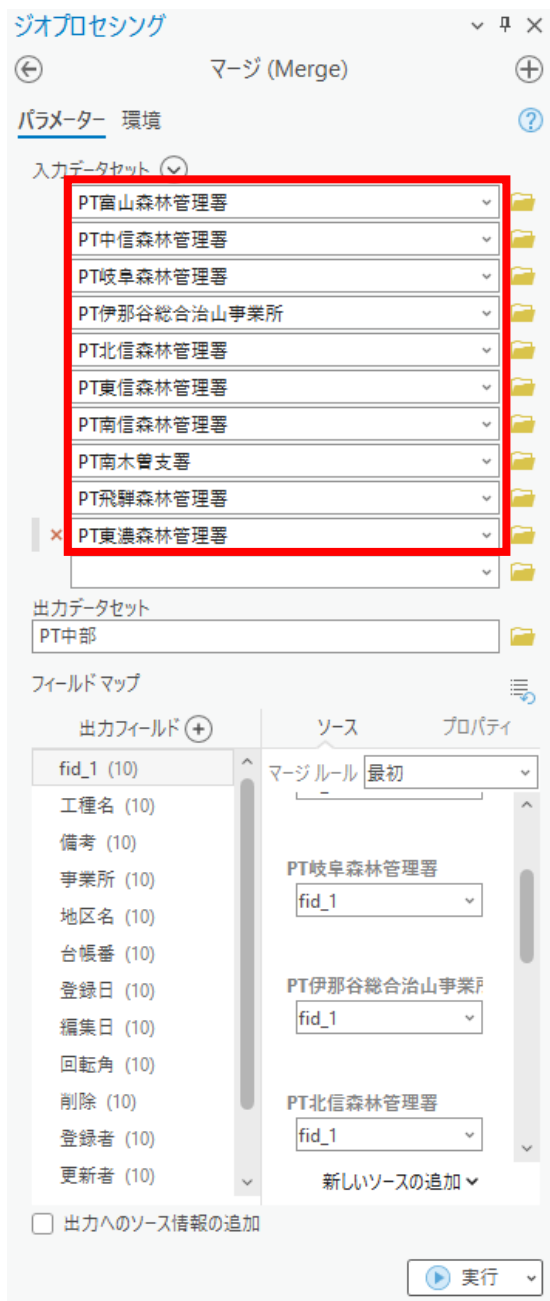 ジオプロセシング
マージ (Merge)
パラメーター 環境
入力データセット
PT富山森林管理署
PT中信森林管理署
PT岐阜森林管理署
PT伊那谷総合治山事業所
PT北信森林管理署
PT東信森林管理署
PT南信森林管理署
PT南木曽支署
PT飛騨森林管理署
PT東濃森林管理署
出力データセット
PT中部
フィールド マップ
出力フィールド ソース プロパティ
fid_1 (10)
工種名 (10)
備考 (10)
事業所 (10)
地区名 (10)
台帳番 (10)
登録日 (10)
編集日 (10)
回転角 (10)
削除 (10)
登録者 (10)
更新者 (10)
マージ ルール 最初
PT岐阜森林管理署
fid_1
PT伊那谷総合治山事業
fid_1
PT北信森林管理署
fid_1
新しいソースの追加
出力へのソース情報の追加
実行